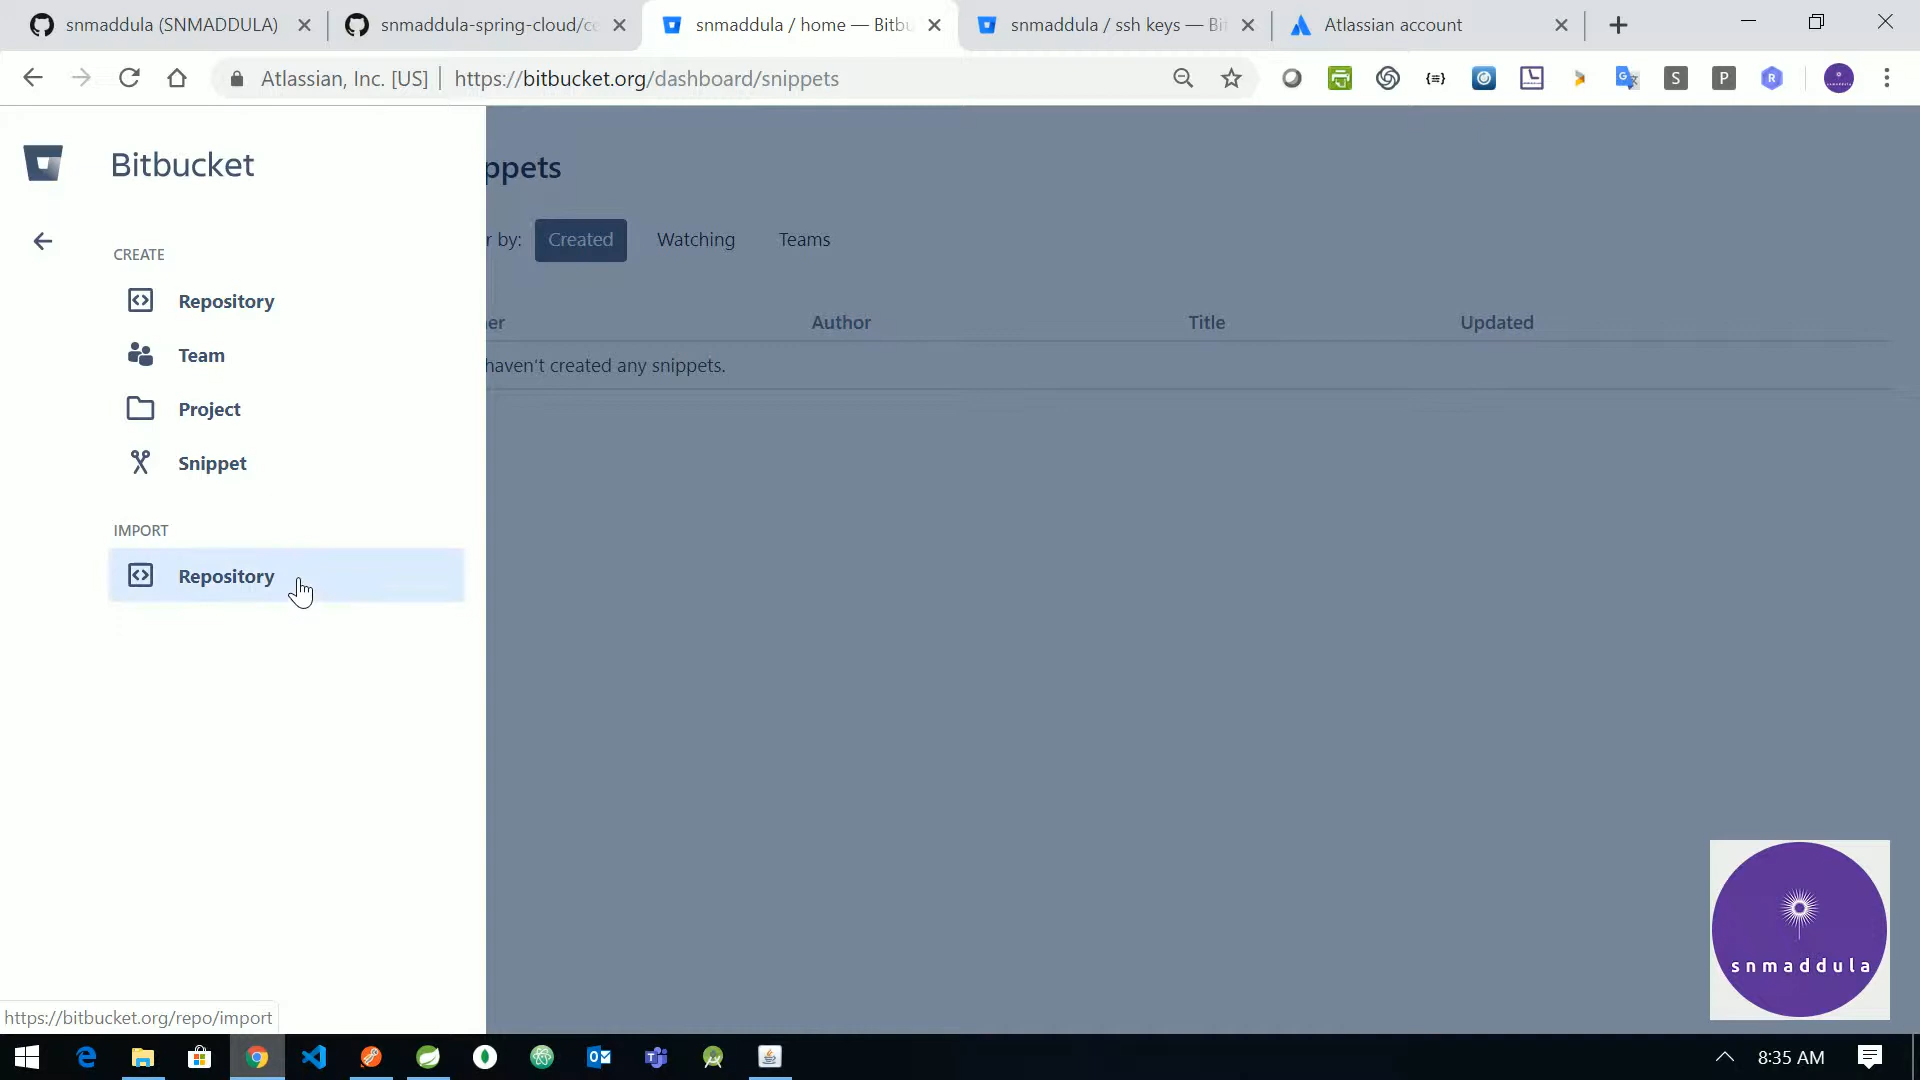 snmaddula (SNMADDULA)
snmaddula-spring-cloud/ce
snmaddula / home — Bitbu
snmaddula / ssh keys — Bi
Atlassian account
Atlassian, Inc. [US]
https://bitbucket.org/dashboard/snippets
Bitbucket
ppets
CREATE
r by:
Created
Watching
Teams
Repository
Team
Project
Snippet
er
Author
Title
Updated
haven't created any snippets.
IMPORT
Repository
snmaddula
https://bitbucket.org/repo/import
8:35 AM